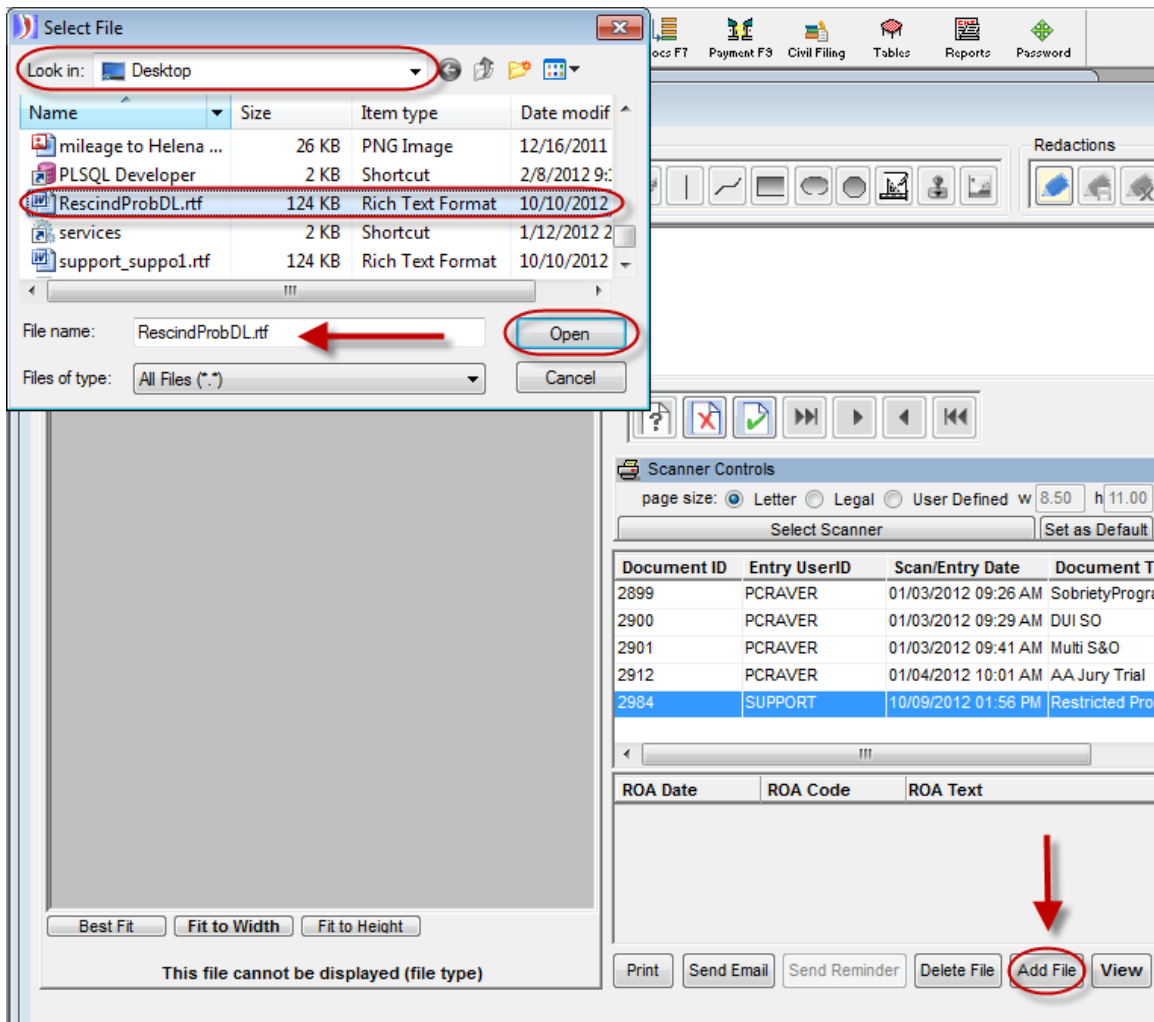 Select File
Look in: Desktop
Name Size Item type Date modif
mileage to Helena ... 26 KB PNG Image 12/16/2011
PLSQL Developer 2 KB Shortcut 2/8/2012 9:
RescindProbDL.rtf 124 KB Rich Text Format 10/10/2012
services 2 KB Shortcut 1/12/2012 2
support_suppo1.rtf 124 KB Rich Text Format 10/10/2012
File name: RescindProbDL.rtf Open
Files of type: All Files (*.*) Cancel
ocs F7 Payment F9 Civil Filing Tables Reports Password
Redactions
Scanner Controls
page size: Letter Legal User Defined w 8.50 h 11.00
Select Scanner Set as Default
Document ID Entry UserID Scan/Entry Date Document T
2899 PCRAVER 01/03/2012 09:26 AM SobrietyProgra
2900 PCRAVER 01/03/2012 09:29 AM DUI SO
2901 PCRAVER 01/03/2012 09:41 AM Multi S&O
2912 PCRAVER 01/04/2012 10:01 AM AA Jury Trial
2984 SUPPORT 10/09/2012 01:56 PM Restricted Pro
ROA Date ROA Code ROA Text
Best Fit Fit to Width Fit to Height
This file cannot be displayed (file type)
Print Send Email Send Reminder Delete File Add File View